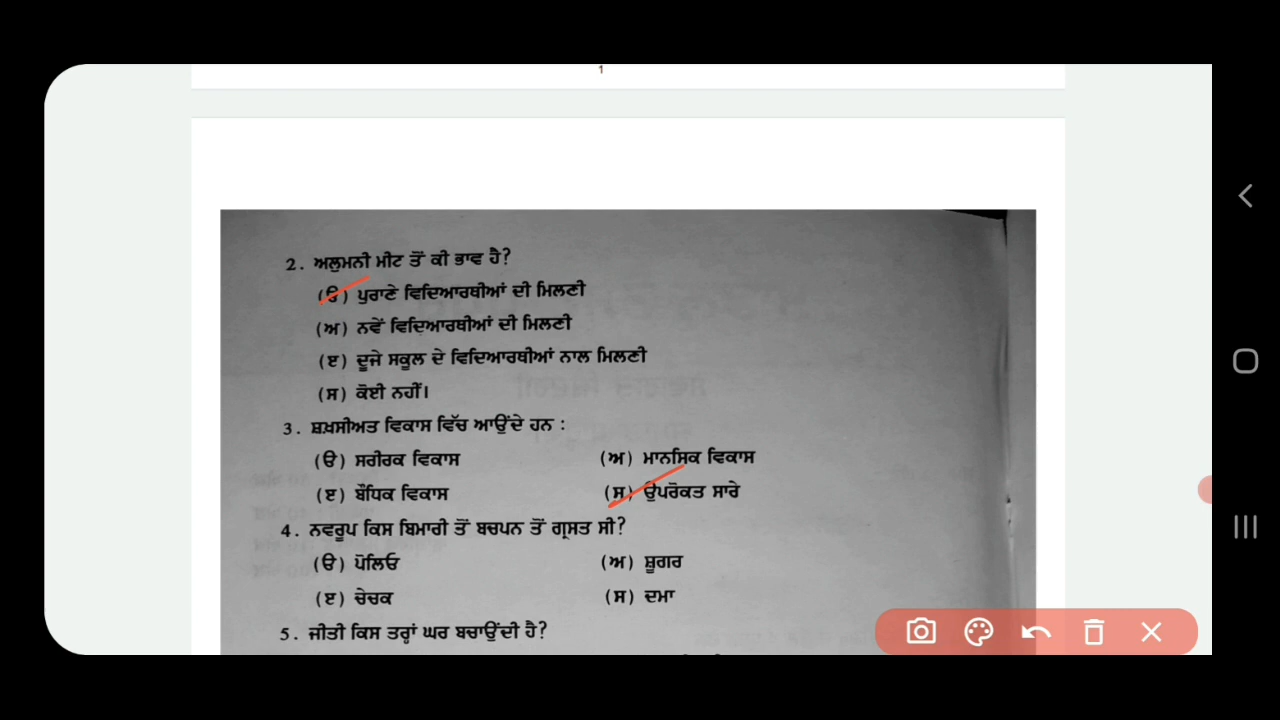 1
2. ਅਲੁਮਨੀ ਮੀਟ ਤੋਂ ਕੀ ਭਾਵ ਹੈ?
(ੳ) ਪੁਰਾਣੇ ਵਿਦਿਆਰਥੀਆਂ ਦੀ ਮਿਲਣੀ
(ਅ) ਨਵੇਂ ਵਿਦਿਆਰਥੀਆਂ ਦੀ ਮਿਲਣੀ
(ੲ) ਦੂਜੇ ਸਕੂਲ ਦੇ ਵਿਦਿਆਰਥੀਆਂ ਨਾਲ ਮਿਲਣੀ
(ਸ) ਕੋਈ ਨਹੀਂ।
3. ਸ਼ਖ਼ਸੀਅਤ ਵਿਕਾਸ ਵਿੱਚ ਆਉਂਦੇ ਹਨ :
(ੳ) ਸਰੀਰਕ ਵਿਕਾਸ (ਅ) ਮਾਨਸਿਕ ਵਿਕਾਸ
(ੲ) ਬੌਧਿਕ ਵਿਕਾਸ (ਸ) ਉਪਰੋਕਤ ਸਾਰੇ
4. ਨਵਰੂਪ ਕਿਸ ਬਿਮਾਰੀ ਤੋਂ ਬਚਪਨ ਤੋਂ ਗ੍ਰਸਤ ਸੀ?
(ੳ) ਪੋਲਿਓ (ਅ) ਸ਼ੂਗਰ
(ੲ) ਚੇਚਕ (ਸ) ਦਮਾ
5. ਜੀਤੀ ਕਿਸ ਤਰ੍ਹਾਂ ਘਰ ਬਚਾਉਂਦੀ ਹੈ?